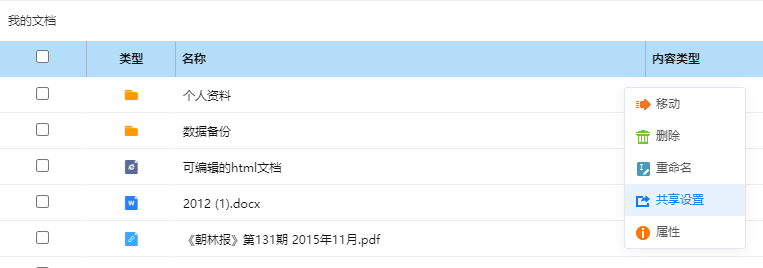 我的文档
类型 名称 内容类型
个人资料
移动
数据备份
删除
可编辑的html文档
重命名
2012 (1).docx
共享设置
《朝林报》第131期 2015年11月.pdf
属性